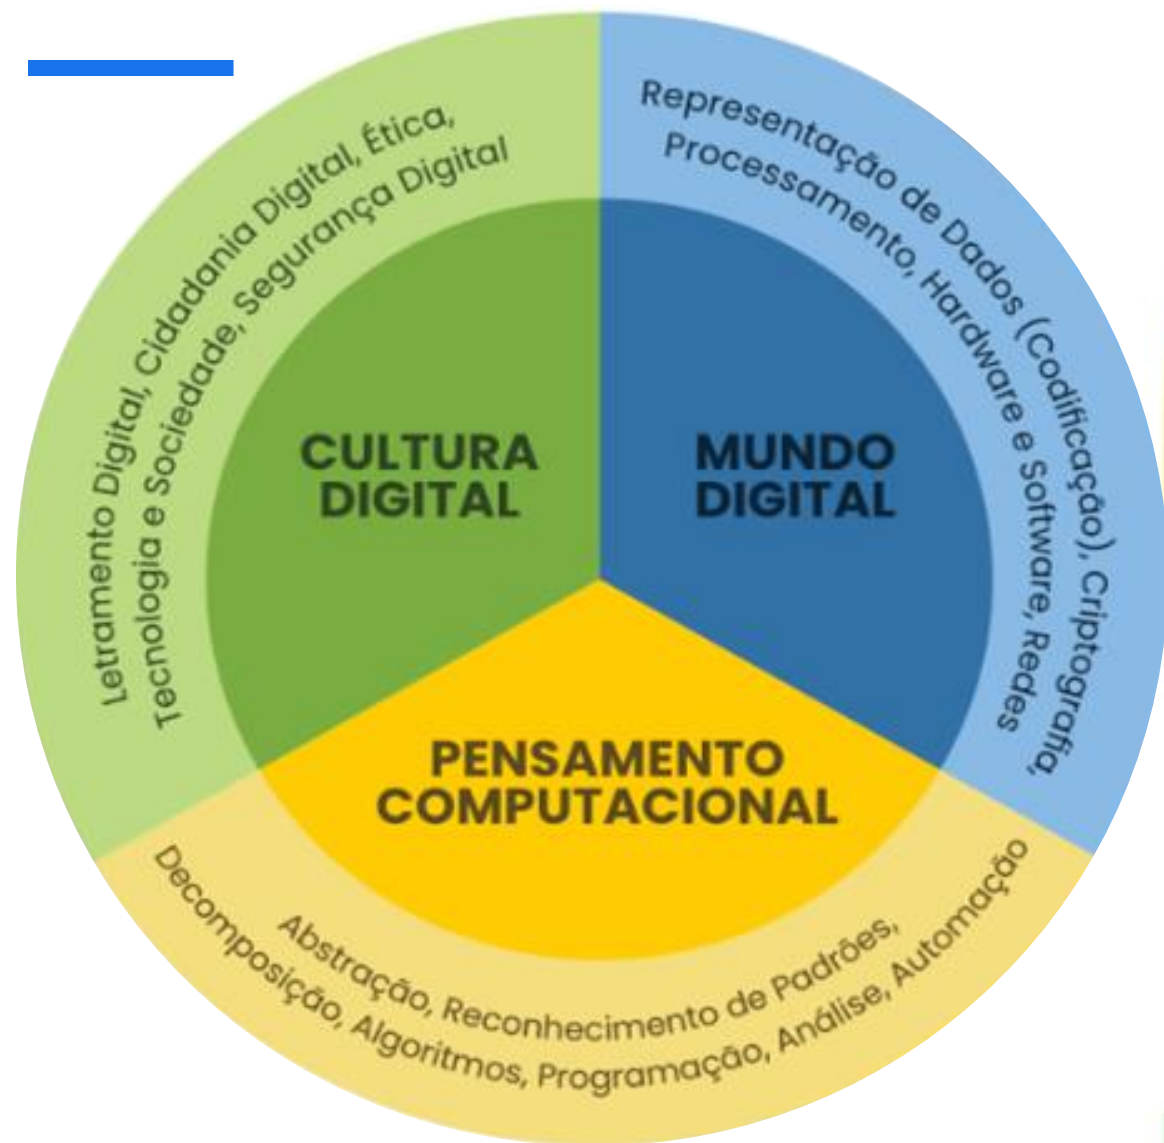 Letramento Digital, Cidadania Digital, Ética,
Tecnologia e Sociedade, Segurança Digital
CULTURA
DIGITAL
Representação de Dados (Codificação), Criptografia,
Processamento, Hardware e Software, Redes
MUNDO
DIGITAL
PENSAMENTO
COMPUTACIONAL
Abstração, Reconhecimento de Padrões,
Decomposição, Algoritmos, Programação, Análise, Automação